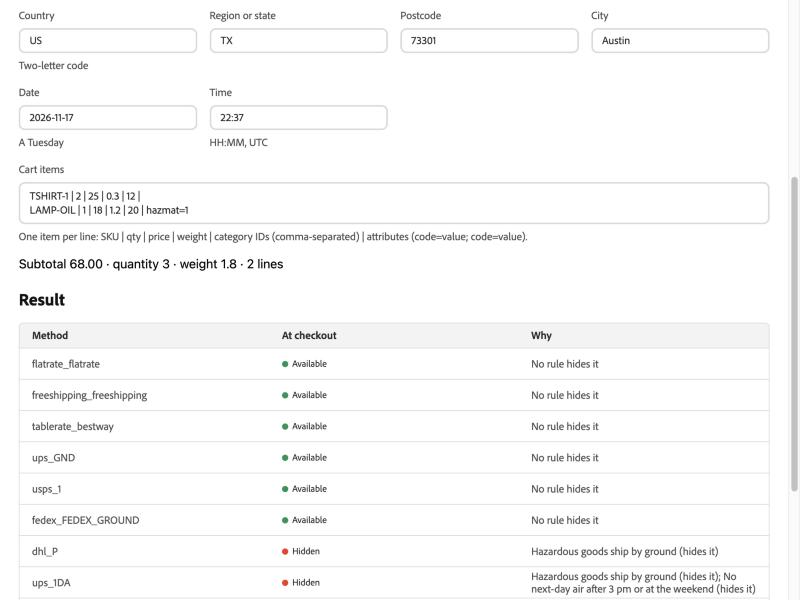 Country Region or state Postcode City
US TX 73301 Austin
Two-letter code
Date Time
2026-11-17 22:37
A Tuesday HH:MM, UTC
Cart items
TSHIRT-1 | 2 | 25 | 0.3 | 12 |
LAMP-OIL | 1 | 18 | 1.2 | 20 | hazmat=1
One item per line: SKU | qty | price | weight | category IDs (comma-separated) | attributes (code=value; code=value).
Subtotal 68.00 · quantity 3 · weight 1.8 · 2 lines
Result
Method At checkout Why
flatrate_flatrate Available No rule hides it
freeshipping_freeshipping Available No rule hides it
tablerate_bestway Available No rule hides it
ups_GND Available No rule hides it
usps_1 Available No rule hides it
fedex_FEDEX_GROUND Available No rule hides it
dhl_P Hidden Hazardous goods ship by ground (hides it)
ups_1DA Hidden Hazardous goods ship by ground (hides it); No
next-day air after 3 pm or at the weekend (hides it)